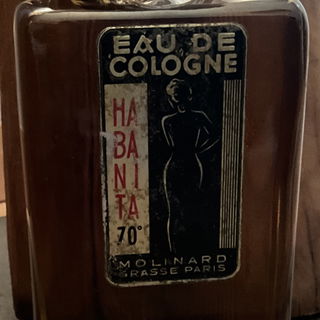 EAU DE
COLOGNE
HA
BA
NI
TA
70°
MOLINARD
GRASSE PARIS